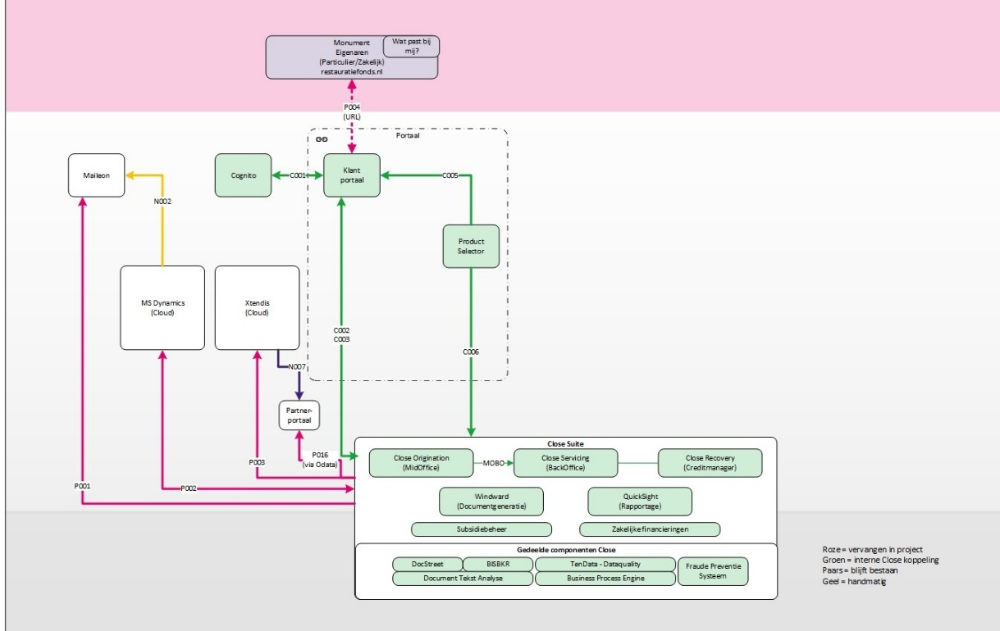 Monument
Eigenaren
(Particulier/Zakelijk)
restauratiefonds.nl
Wat past bij
mij?
P004
(URL)
Portaal
Maileon
Cognito
C001
Klant
portaal
C005
N002
Product
Selector
MS Dynamics
(Cloud)
Xtendis
(Cloud)
C002
C003
C006
N007
Partner-
portaal
P016
(via Odata)
P003
P001
P002
Close Suite
Close Origination
(MidOffice)
MOBO
Close Servicing
(BackOffice)
Close Recovery
(Creditmanager)
Windward
(Documentgeneratie)
QuickSight
(Rapportage)
Subsidiebeheer
Zakelijke financieringen
Gedeelde componenten Close
DocStreet
BISBKR
TenData - Dataquality
Fraude Preventie
Systeem
Document Tekst Analyse
Business Process Engine
Roze = vervangen in project
Groen = interne Close koppeling
Paars = blijft bestaan
Geel = handmatig